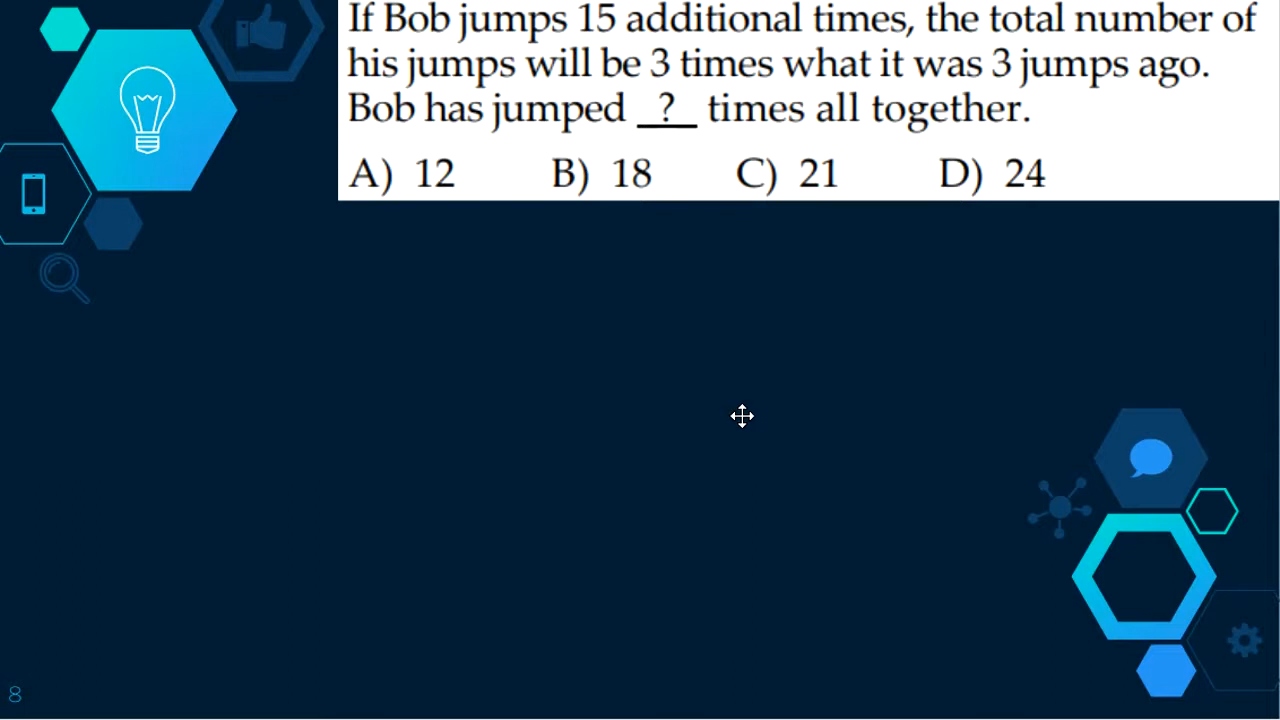 If Bob jumps 15 additional times, the total number of
his jumps will be 3 times what it was 3 jumps ago.
Bob has jumped ? times all together.
A) 12 B) 18 C) 21 D) 24
8